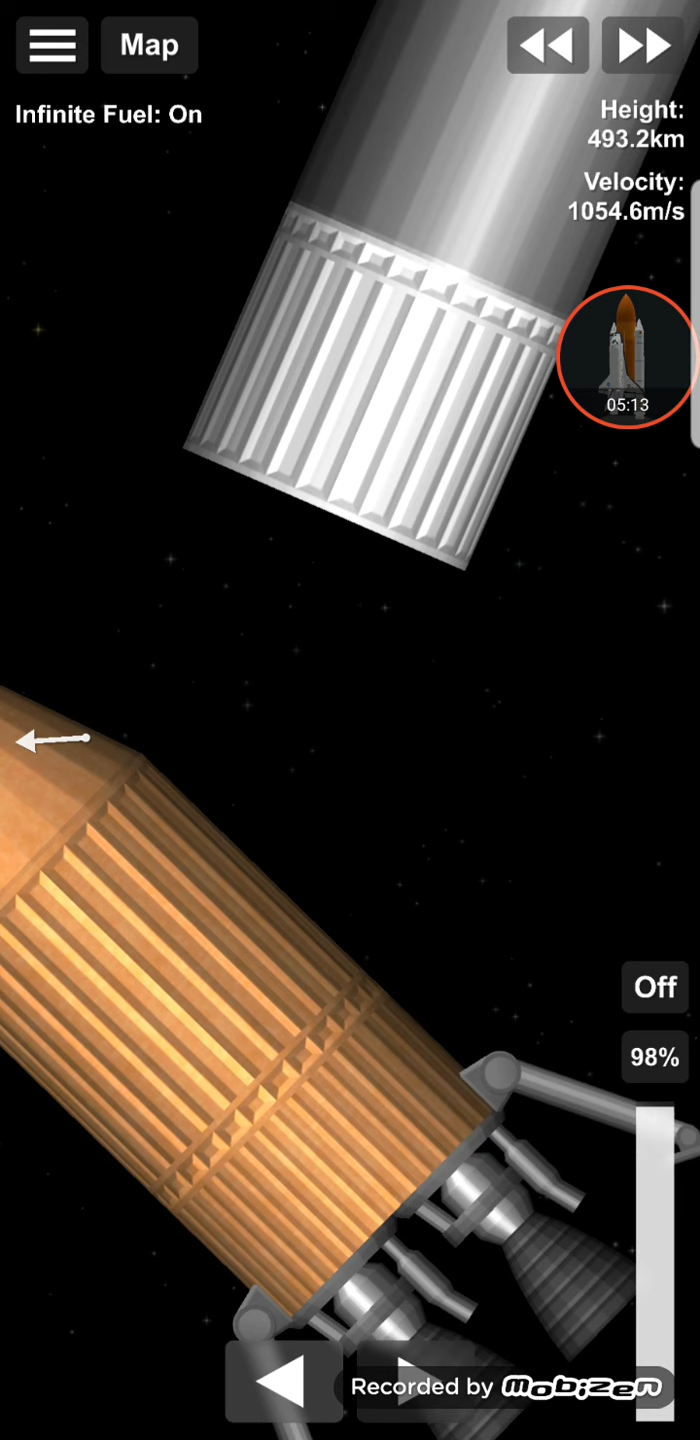 Map
Infinite Fuel: On
Height:
493.2km
Velocity:
1054.6m/s
05:13
Off
98%
Recorded by mobizen